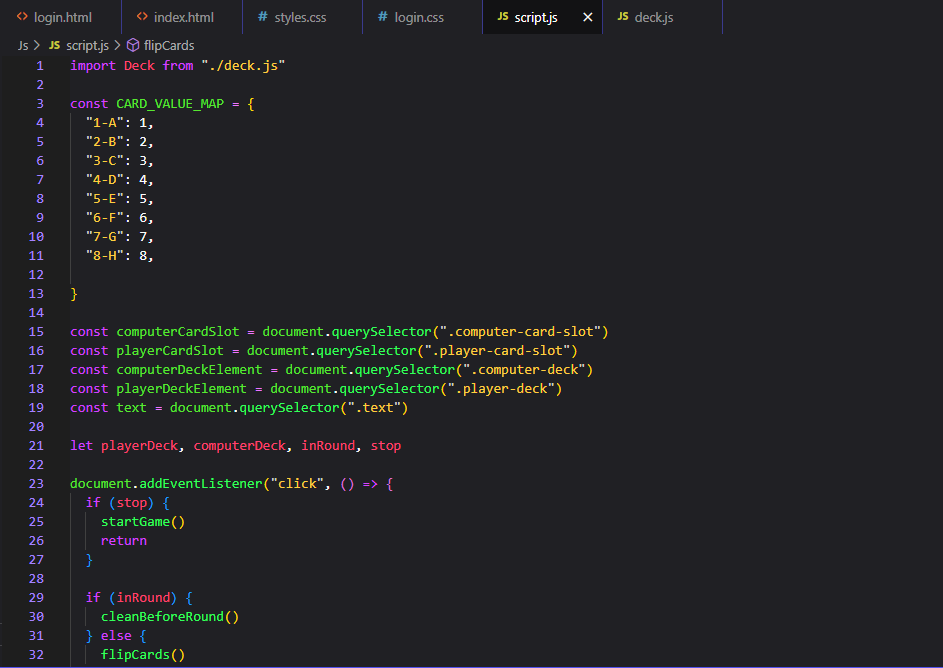 <> login.html <> index.html # styles.css # login.css JS script.js × JS deck.js
Js > JS script.js > flipCards
1 import Deck from "./deck.js"
2
3 const CARD_VALUE_MAP = {
4 "1-A": 1,
5 "2-B": 2,
6 "3-C": 3,
7 "4-D": 4,
8 "5-E": 5,
9 "6-F": 6,
10 "7-G": 7,
11 "8-H": 8,
12
13 }
14
15 const computerCardSlot = document.querySelector(".computer-card-slot")
16 const playerCardSlot = document.querySelector(".player-card-slot")
17 const computerDeckElement = document.querySelector(".computer-deck")
18 const playerDeckElement = document.querySelector(".player-deck")
19 const text = document.querySelector(".text")
20
21 let playerDeck, computerDeck, inRound, stop
22
23 document.addEventListener("click", () => {
24 if (stop) {
25 startGame()
26 return
27 }
28
29 if (inRound) {
30 cleanBeforeRound()
31 } else {
32 flipCards()